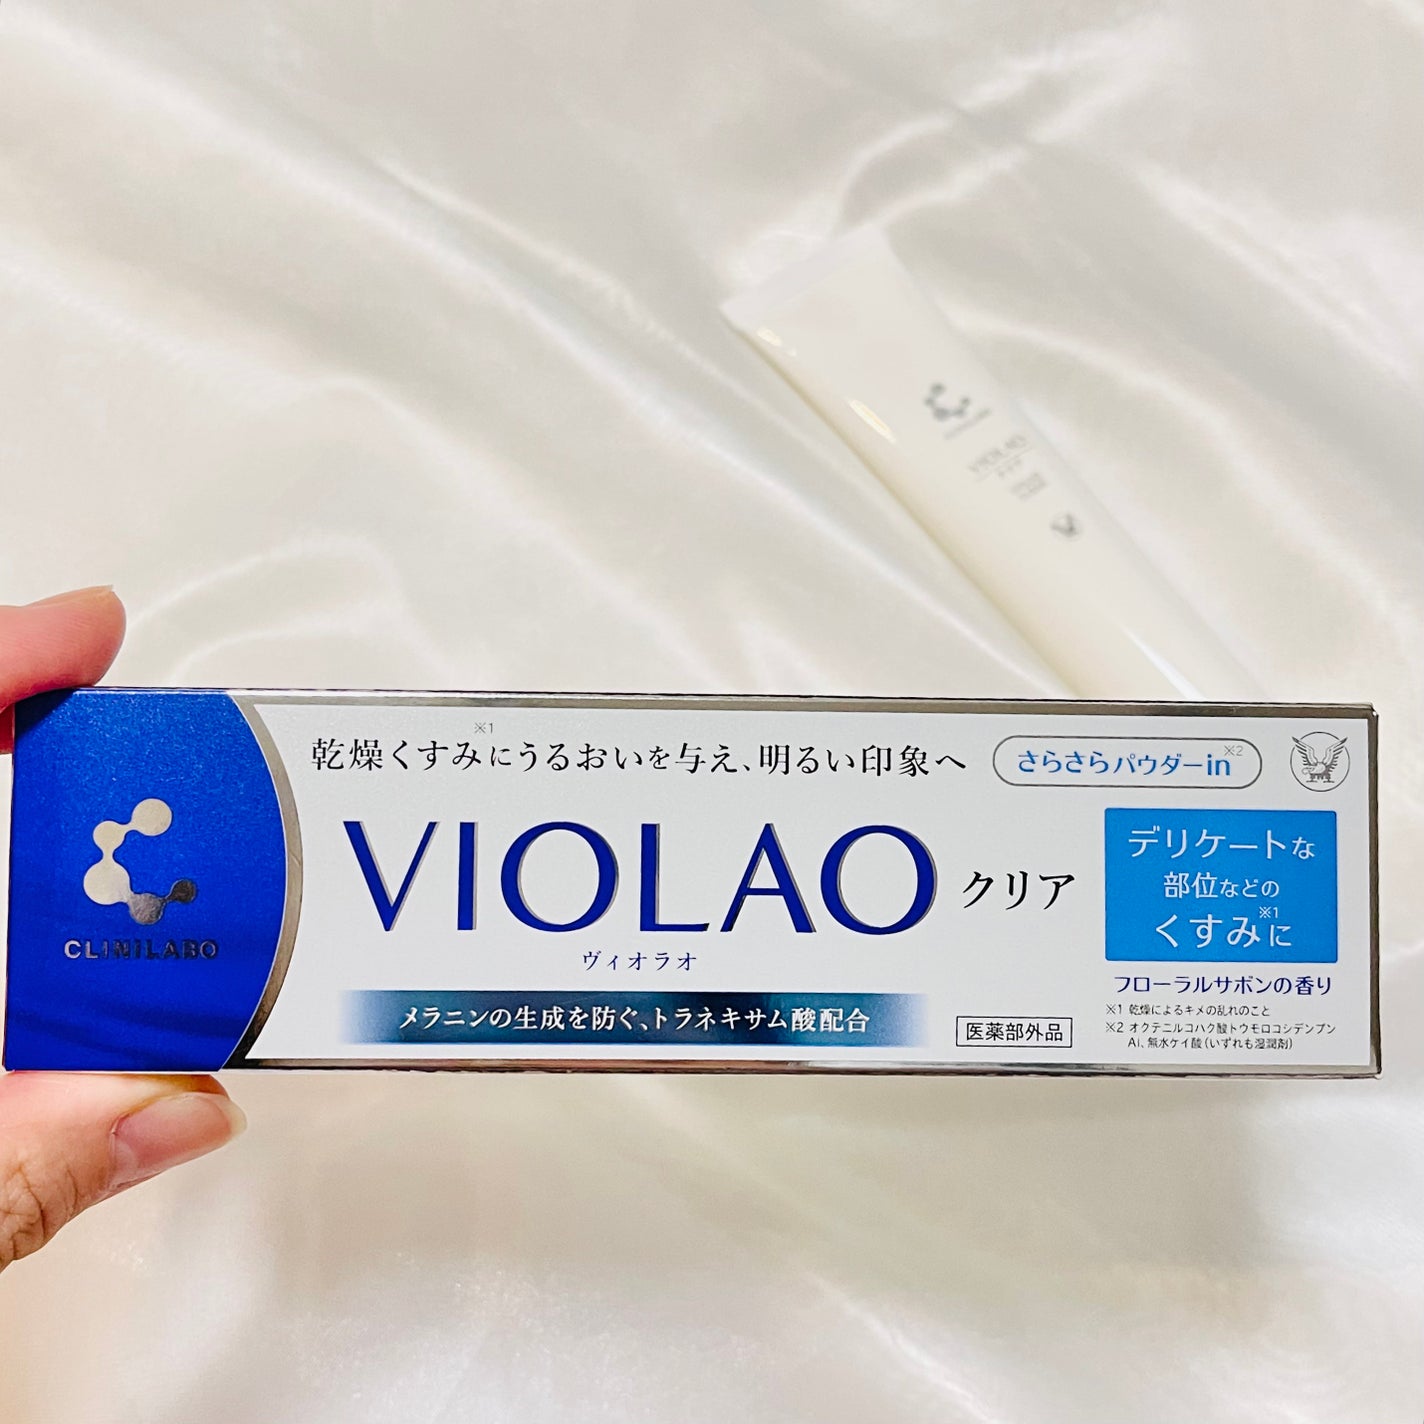 VIOLAO
乾燥くすみ※1にうるおいを与え、明るい印象へ
さらさらパウダーin※2
CLINILABO
VIOLAO クリア
ヴィオラオ
メラニンの生成を防ぐ、トラネキサム酸配合
医薬部外品
デリケートな
部位などの
くすみ※1に
フローラルサボンの香り
※1 乾燥によるキメの乱れのこと
※2 オクテニルコハク酸トウモロコシデンプン
Aℓ、無水ケイ酸(いずれも湿潤剤)